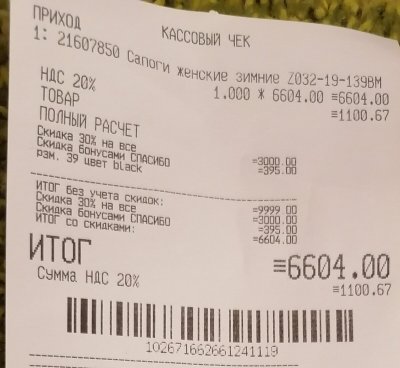 ПРИХОД КАССОВЫЙ ЧЕК
1: 21607850 Сапоги женские зимние Z032-19-139BM
1.000 * 6604.00 =6604.00
НДС 20% =1100.67
ТОВАР
ПОЛНЫЙ РАСЧЕТ
Скидка 30% на все =3000.00
Скидка бонусами СПАСИБО =395.00
рзм. 39 цвет black
ИТОГ без учета скидок: =9999.00
Скидка 30% на все =3000.00
Скидка бонусами СПАСИБО =395.00
ИТОГ со скидками: =6604.00
ИТОГ =6604.00
Сумма НДС 20% =1100.67
102671662661241119